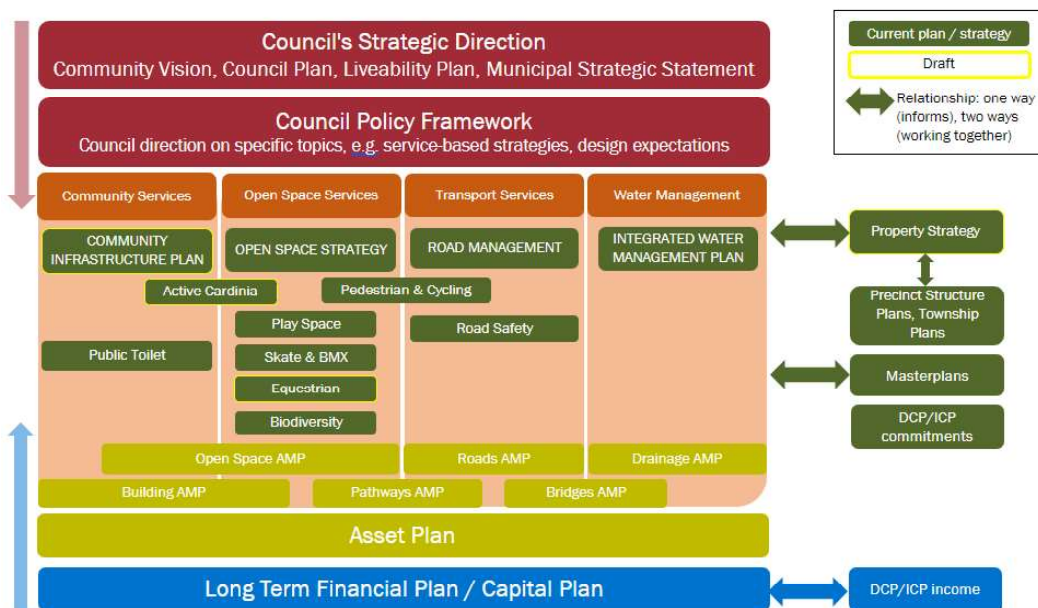 Council's Strategic Direction
Community Vision, Council Plan, Liveability Plan, Municipal Strategic Statement
Council Policy Framework
Council direction on specific topics, e.g. service-based strategies, design expectations
Community Services
Open Space Services
Transport Services
Water Management
COMMUNITY
INFRASTRUCTURE PLAN
OPEN SPACE STRATEGY
ROAD MANAGEMENT
INTEGRATED WATER
MANAGEMENT PLAN
Active Cardinia
Pedestrian & Cycling
Play Space
Road Safety
Public Toilet
Skate & BMX
Equestrian
Biodiversity
Open Space AMP
Roads AMP
Drainage AMP
Building AMP
Pathways AMP
Bridges AMP
Asset Plan
Long Term Financial Plan / Capital Plan
Current plan / strategy
Draft
Relationship: one way
(informs), two ways
(working together)
Property Strategy
Precinct Structure
Plans, Township
Plans
Masterplans
DCP/ICP
commitments
DCP/ICP income